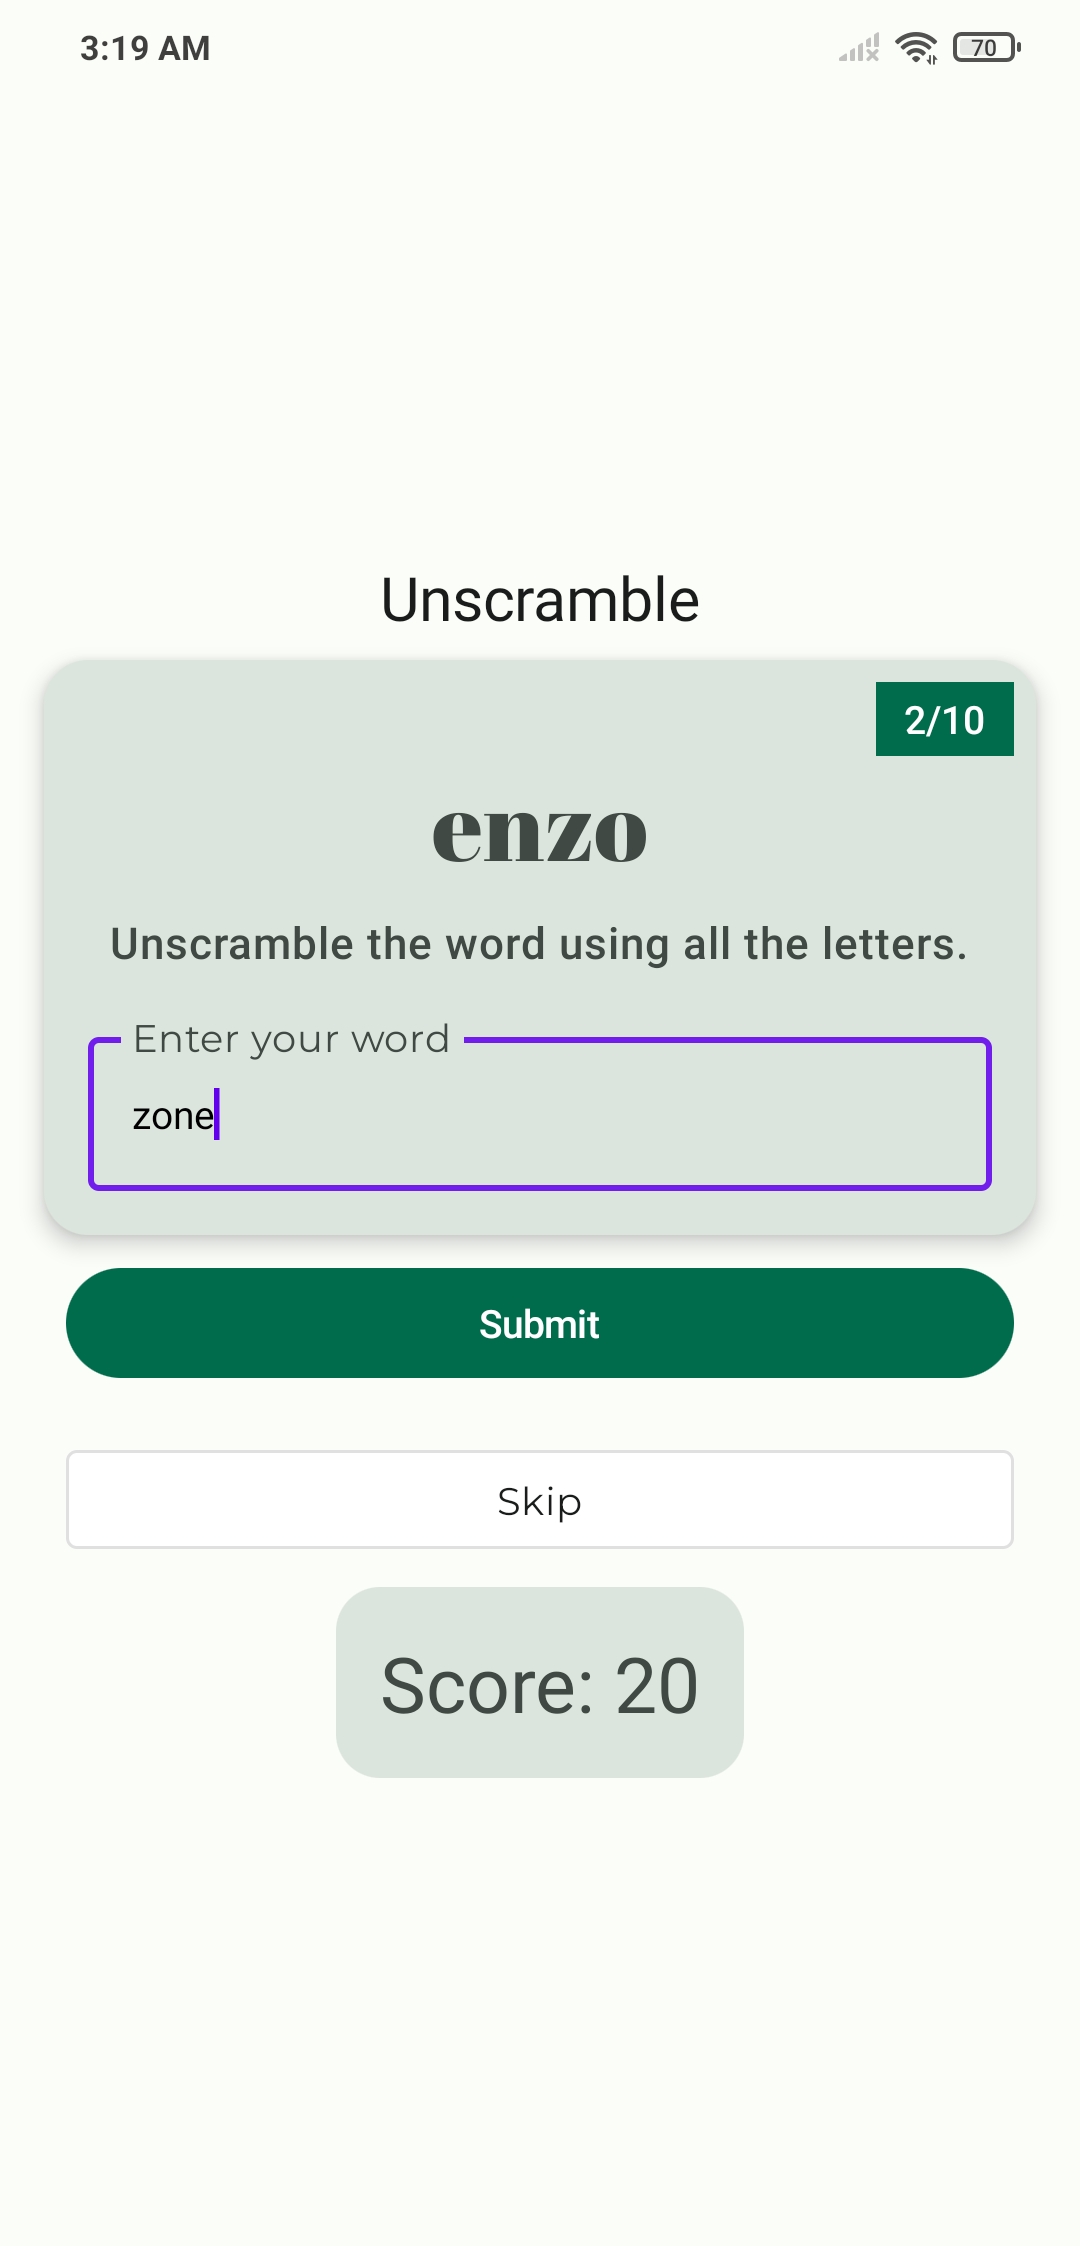 3:19 AM
70
Unscramble
2/10
enzo
Unscramble the word using all the letters.
Enter your word
zone
Submit
Skip
Score: 20